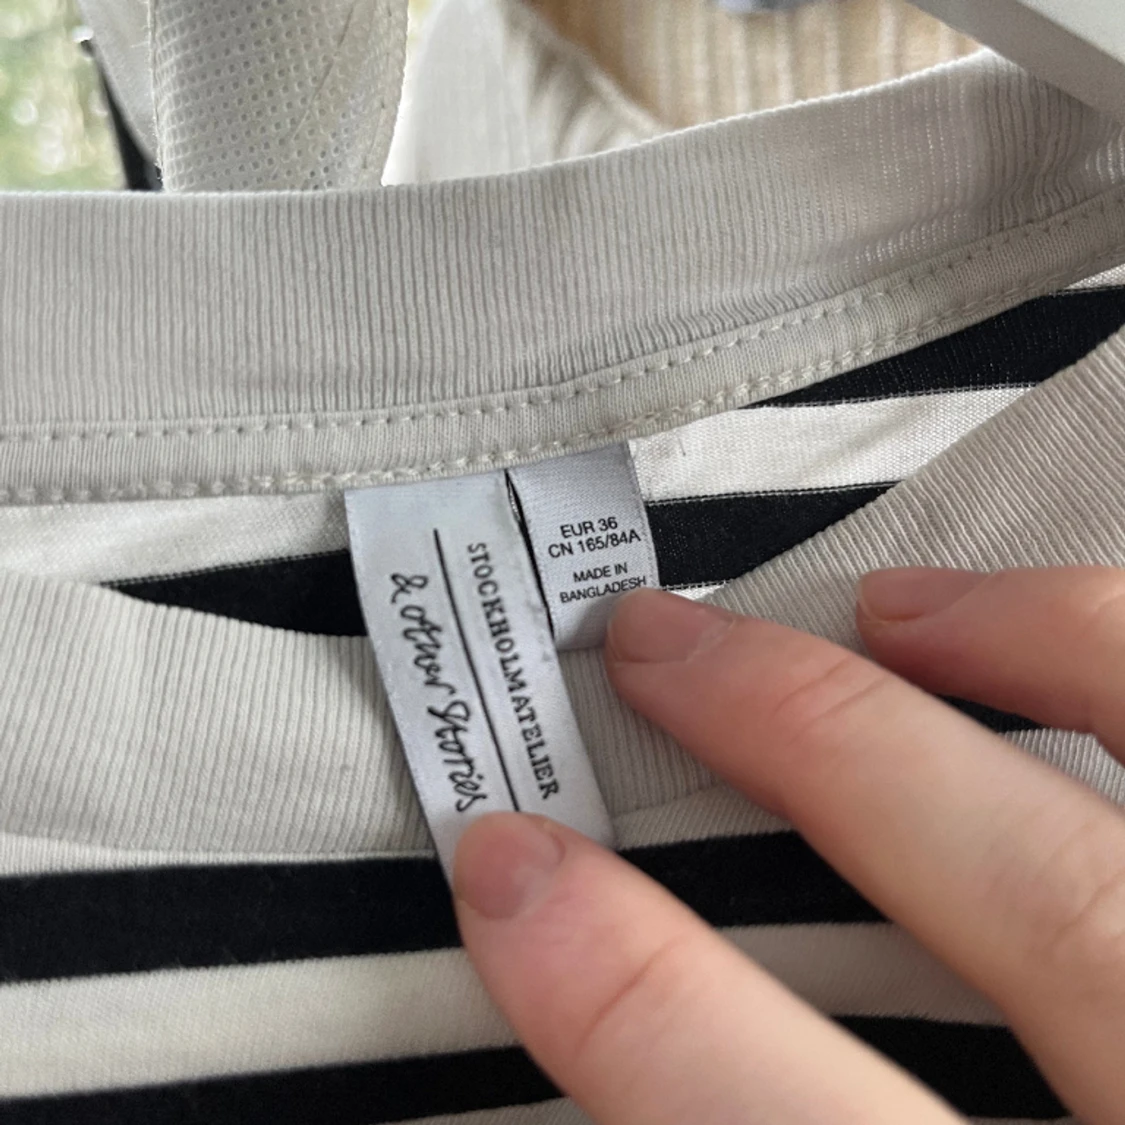 STOCKHOLMATELIER
& other Stories
EUR 36
CN 165/84A
MADE IN
BANGLADESH